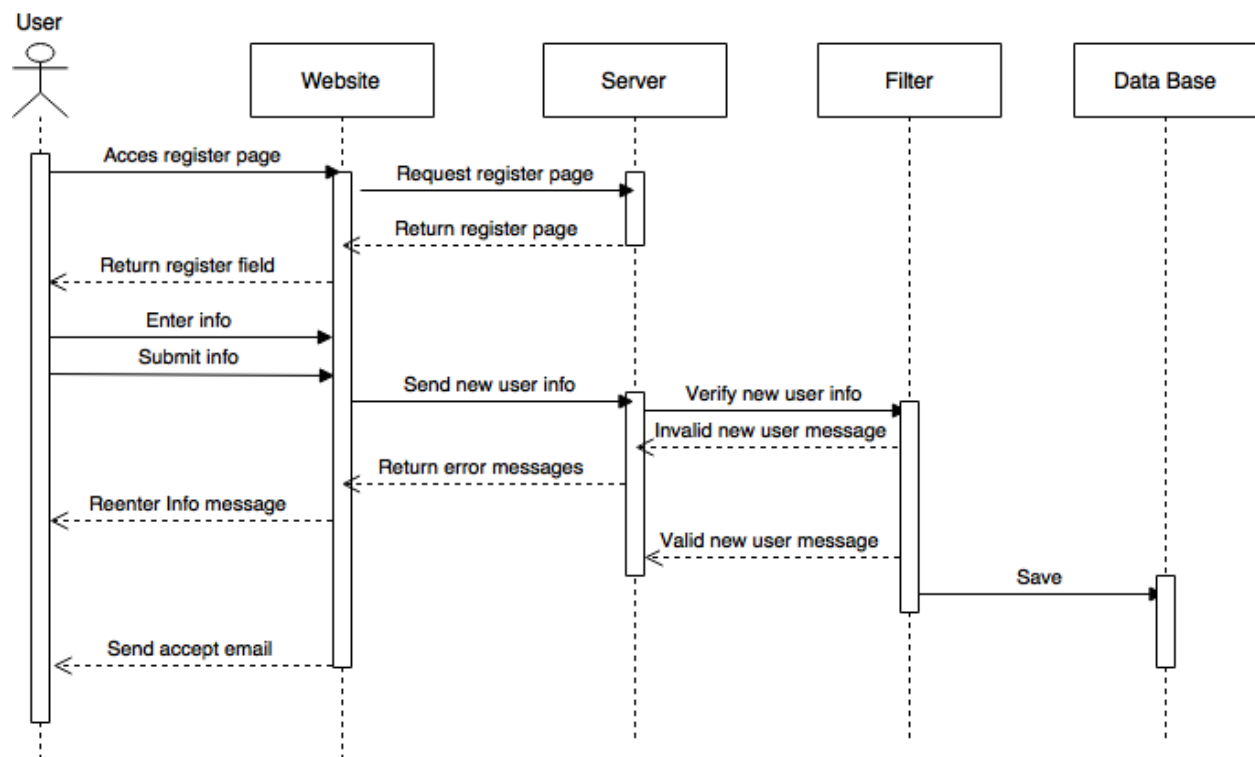 User
Website
Server
Filter
Data Base
Acces register page
Request register page
Return register page
Return register field
Enter info
Submit info
Send new user info
Verify new user info
Invalid new user message
Return error messages
Reenter Info message
Valid new user message
Save
Send accept email